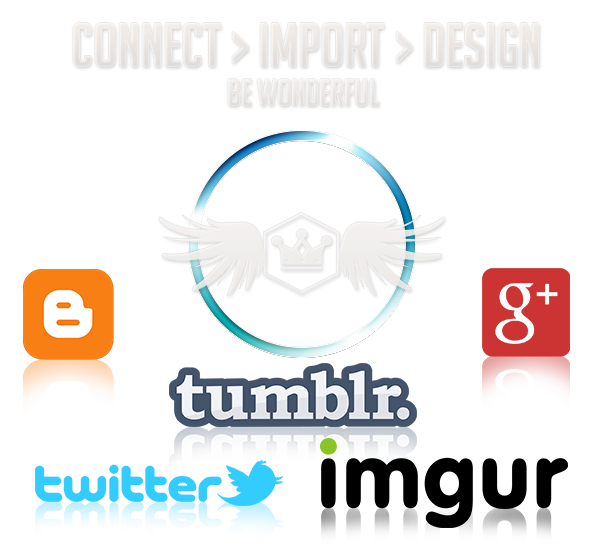 CONNECT > IMPORT > DESIGN
BE WONDERFUL
B
g+
tumblr.
twitter
imgur